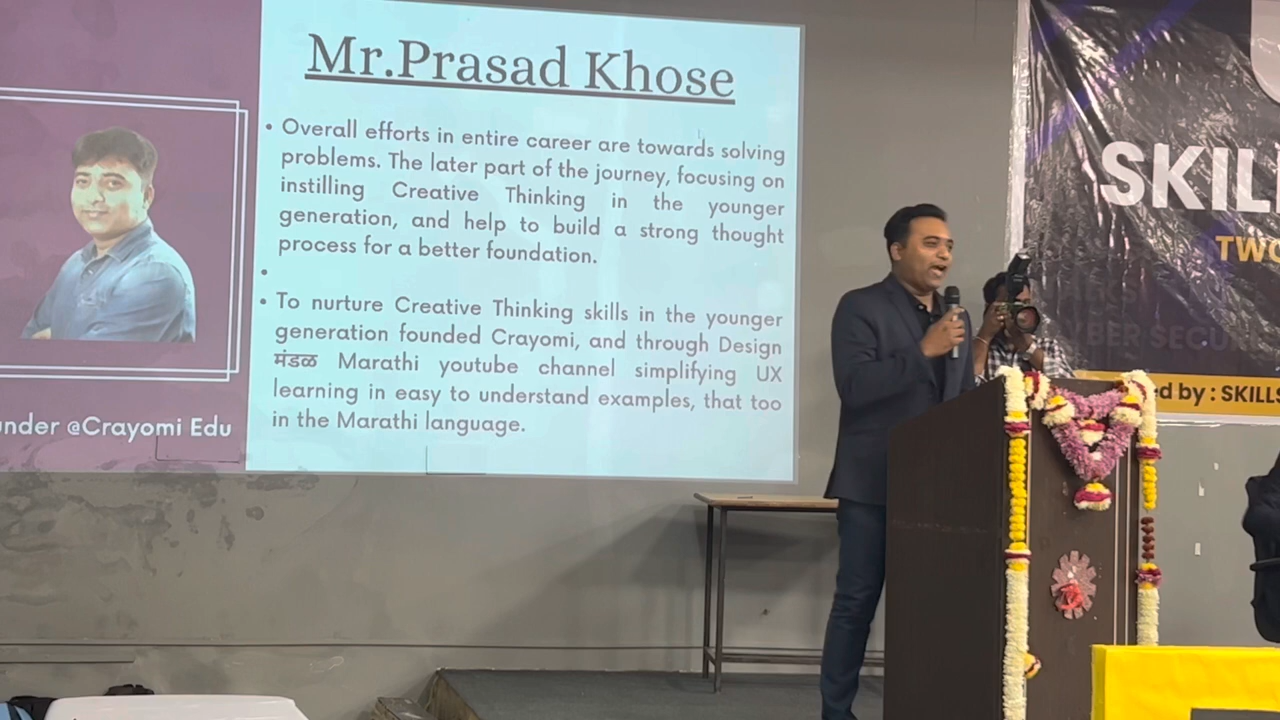 Mr.Prasad Khose
• Overall efforts in entire career are towards solving
problems. The later part of the journey, focusing on
instilling Creative Thinking in the younger
generation, and help to build a strong thought
process for a better foundation.
•
• To nurture Creative Thinking skills in the younger
generation founded Crayomi, and through Design
मंडळ Marathi youtube channel simplifying UX
learning in easy to understand examples, that too
in the Marathi language.
under @Crayomi Edu
SKIL
TWO
YBER SECU
ed by : SKILLS